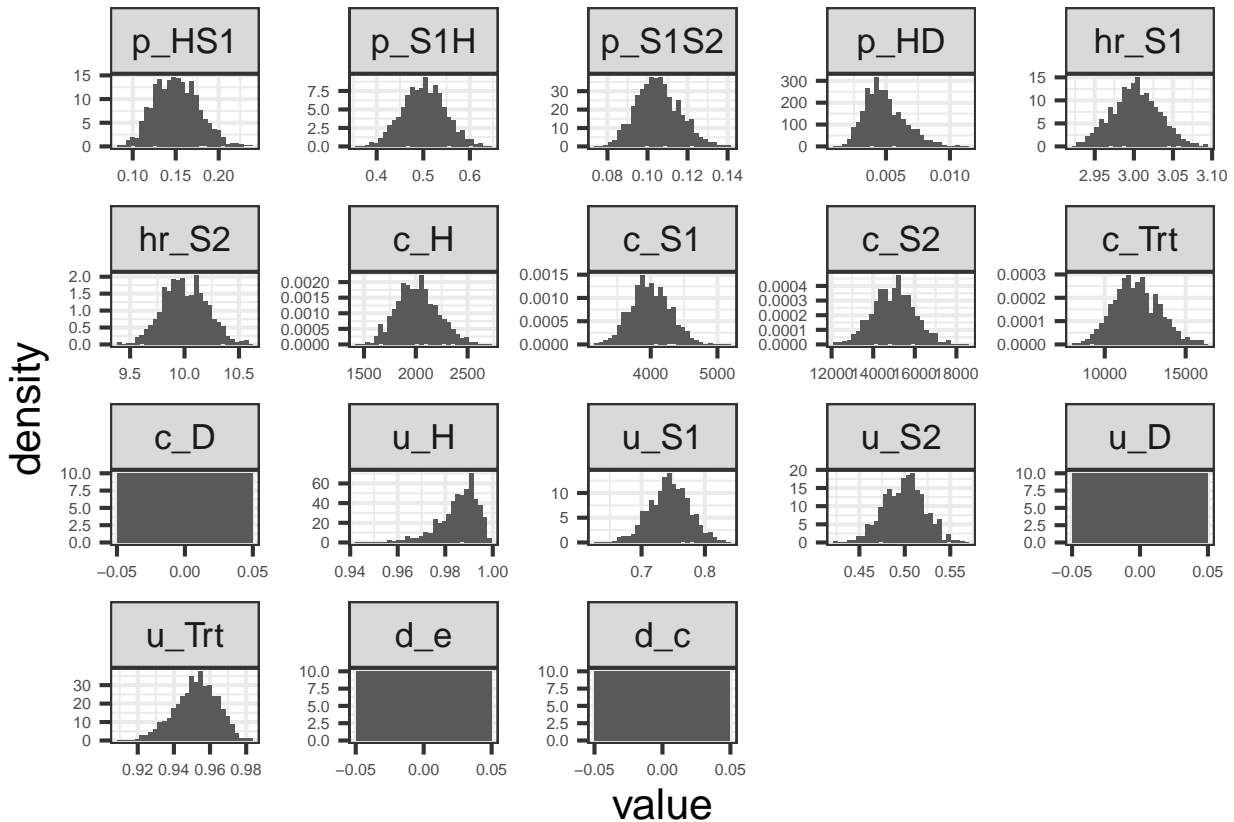 p_HS1 p_S1H p_S1S2 p_HD hr_S1
15 10 5 0 7.5 5.0 2.5 0.0 30 20 10 0 300 200 100 0 15 10 5 0
0.10 0.15 0.20 0.4 0.5 0.6 0.08 0.10 0.12 0.14 0.005 0.010 2.95 3.00 3.05 3.10
hr_S2 c_H c_S1 c_S2 c_Trt
2.0 1.5 1.0 0.5 0.0 0.0020 0.0015 0.0010 0.0005 0.0000 0.0015 0.0010 0.0005 0.0000 0.0004 0.0003 0.0002 0.0001 0.0000 0.0003 0.0002 0.0001 0.0000
9.5 10.0 10.5 1500 2000 2500 4000 5000 12000 14000 16000 18000 10000 15000
density
c_D u_H u_S1 u_S2 u_D
10.0 7.5 5.0 2.5 0.0 60 40 20 0 10 5 0 20 15 10 5 0 10.0 7.5 5.0 2.5 0.0
−0.05 0.00 0.05 0.94 0.96 0.98 1.00 0.7 0.8 0.45 0.50 0.55 −0.05 0.00 0.05
u_Trt d_e d_c
30 20 10 0 10.0 7.5 5.0 2.5 0.0 10.0 7.5 5.0 2.5 0.0
0.92 0.94 0.96 0.98 −0.05 0.00 0.05 −0.05 0.00 0.05
value